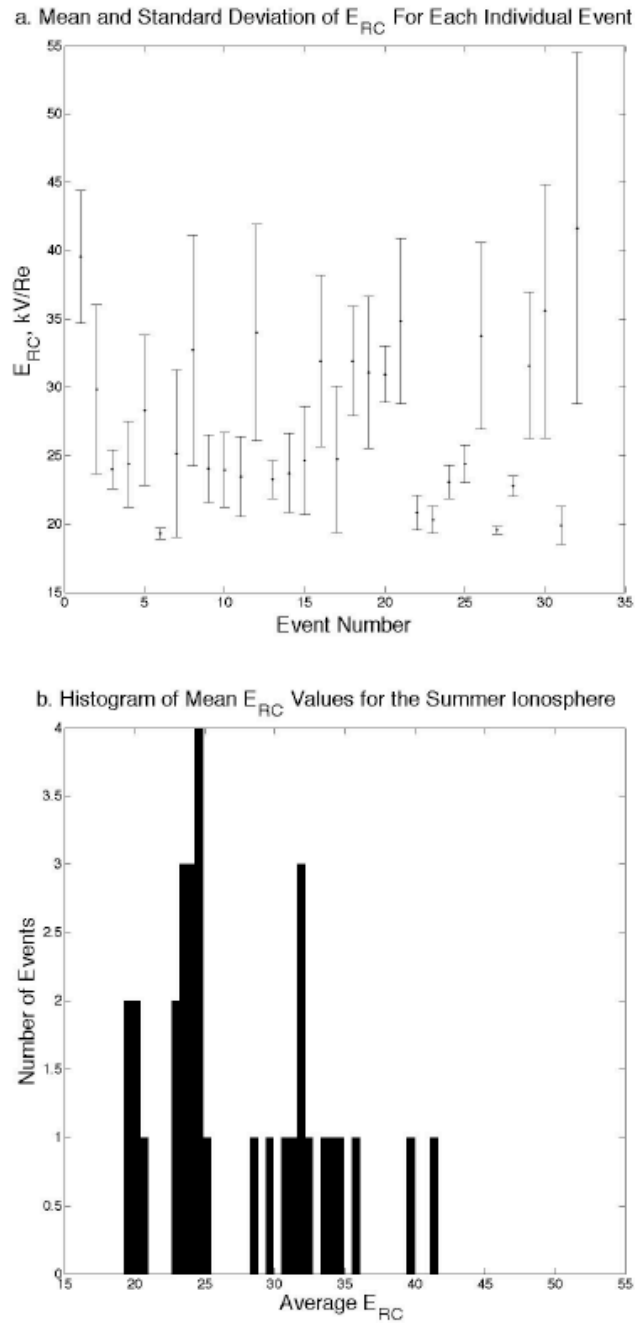 a. Mean and Standard Deviation of E_RC For Each Individual Event
55
50
45
40
35
30
25
20
15
E_RC, kV/Re
0 5 10 15 20 25 30 35
Event Number
b. Histogram of Mean E_RC Values for the Summer Ionosphere
4
3.5
3
2.5
2
1.5
1
0.5
0
Number of Events
15 20 25 30 35 40 45 50 55
Average E_RC